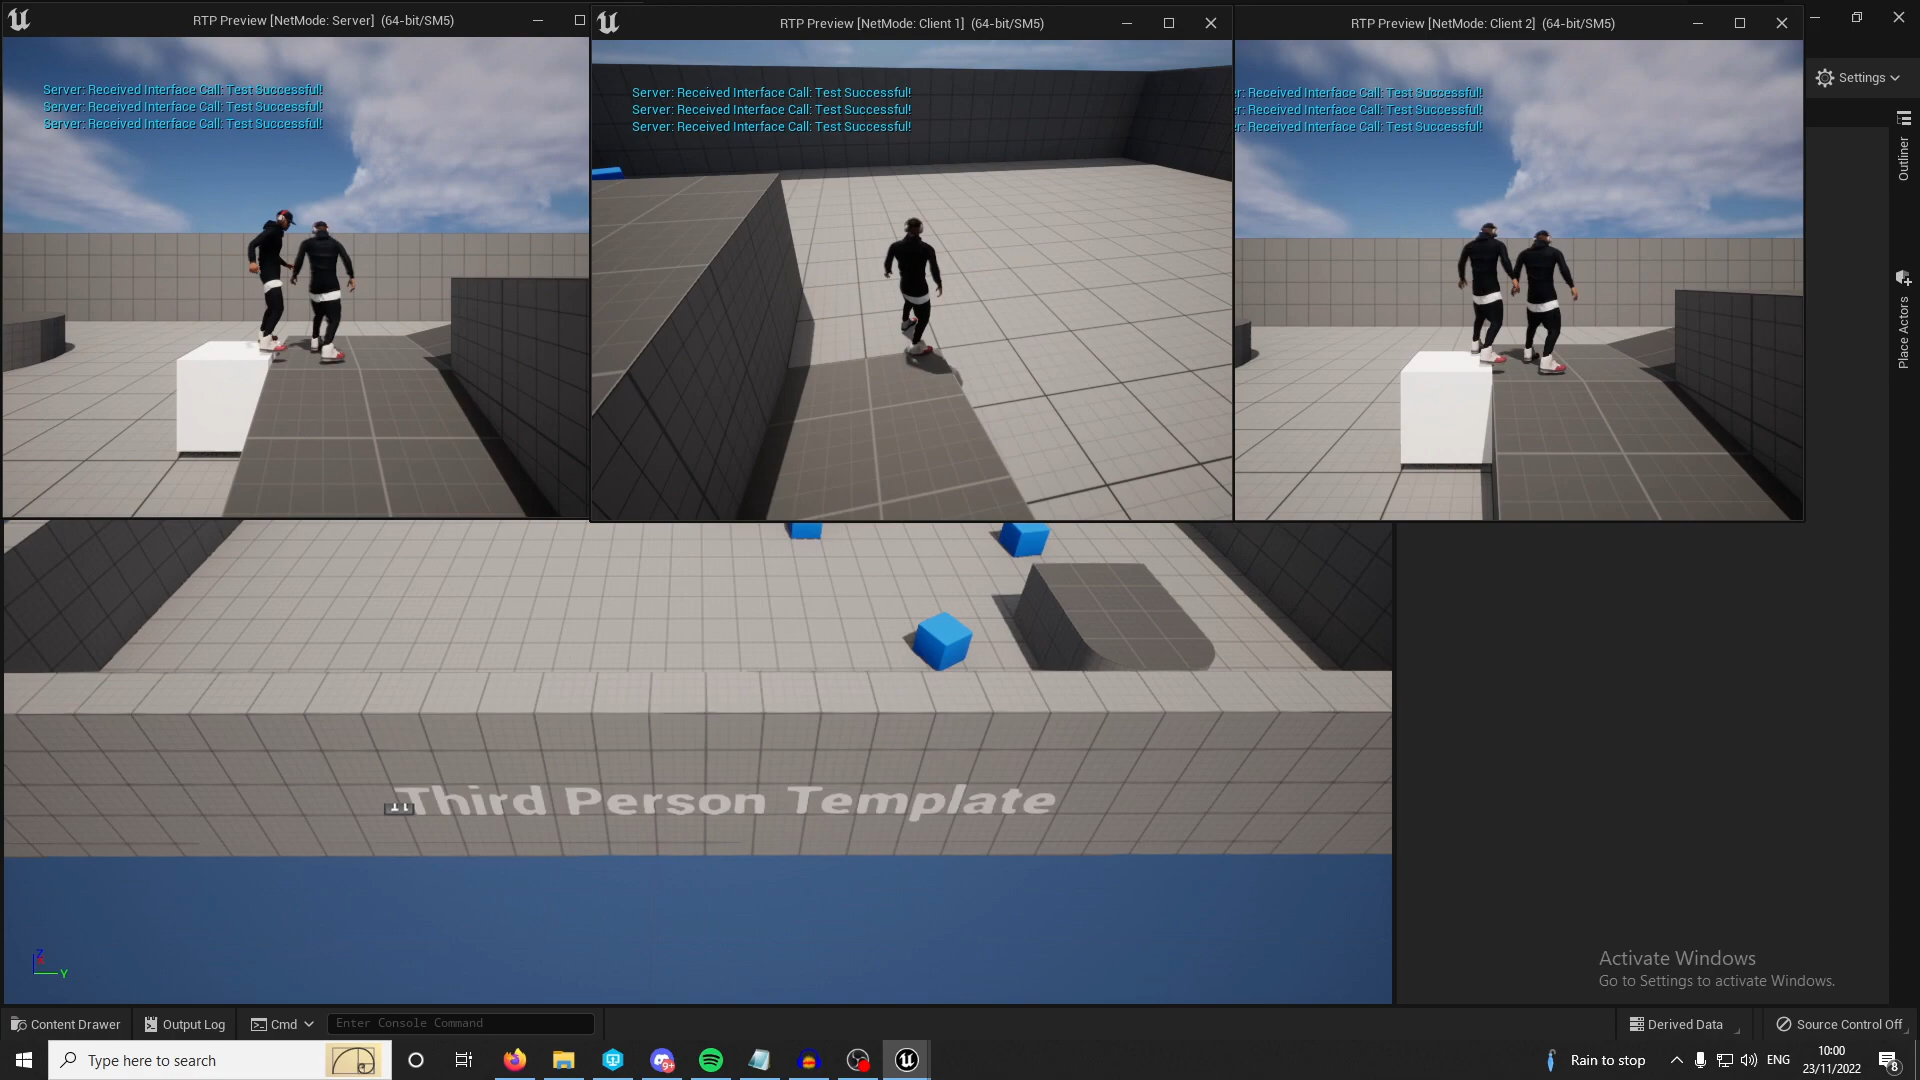 RTP Preview [NetMode: Server]  (64-bit/SM5)
RTP Preview [NetMode: Client 1]  (64-bit/SM5)
RTP Preview [NetMode: Client 2]  (64-bit/SM5)
Settings
Server: Received Interface Call: Test Successful!
Server: Received Interface Call: Test Successful!
Server: Received Interface Call: Test Successful!
Server: Received Interface Call: Test Successful!
Server: Received Interface Call: Test Successful!
Server: Received Interface Call: Test Successful!
er: Received Interface Call: Test Successful!
er: Received Interface Call: Test Successful!
er: Received Interface Call: Test Successful!
Outliner
Place Actors
Third Person Template
Z
Y
Activate Windows
Go to Settings to activate Windows.
Content Drawer
Output Log
Cmd
Enter Console Command
Derived Data
Source Control Off
Type here to search
9+
Rain to stop
ENG
10:00
23/11/2022
8